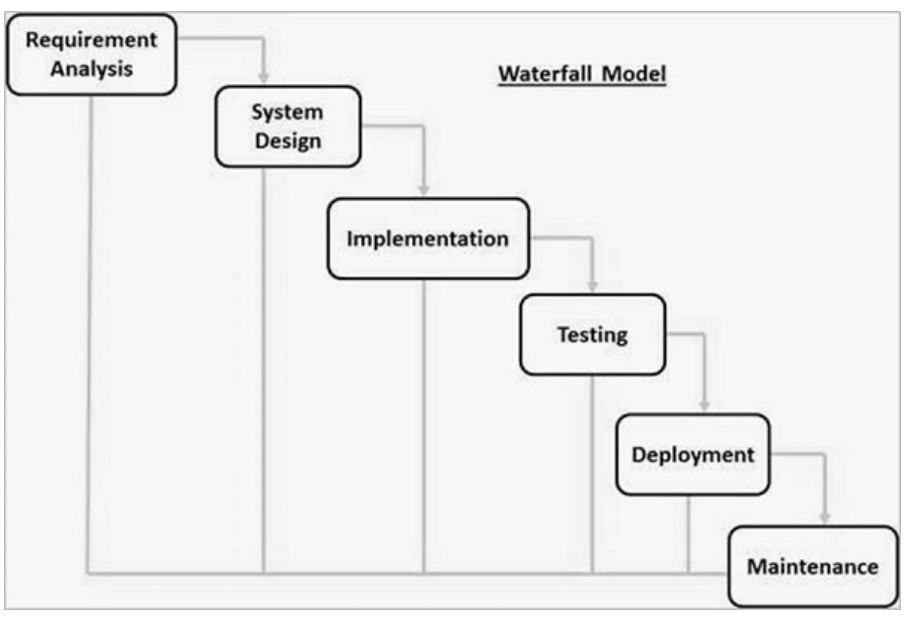 Requirement
Analysis
Waterfall Model
System
Design
Implementation
Testing
Deployment
Maintenance